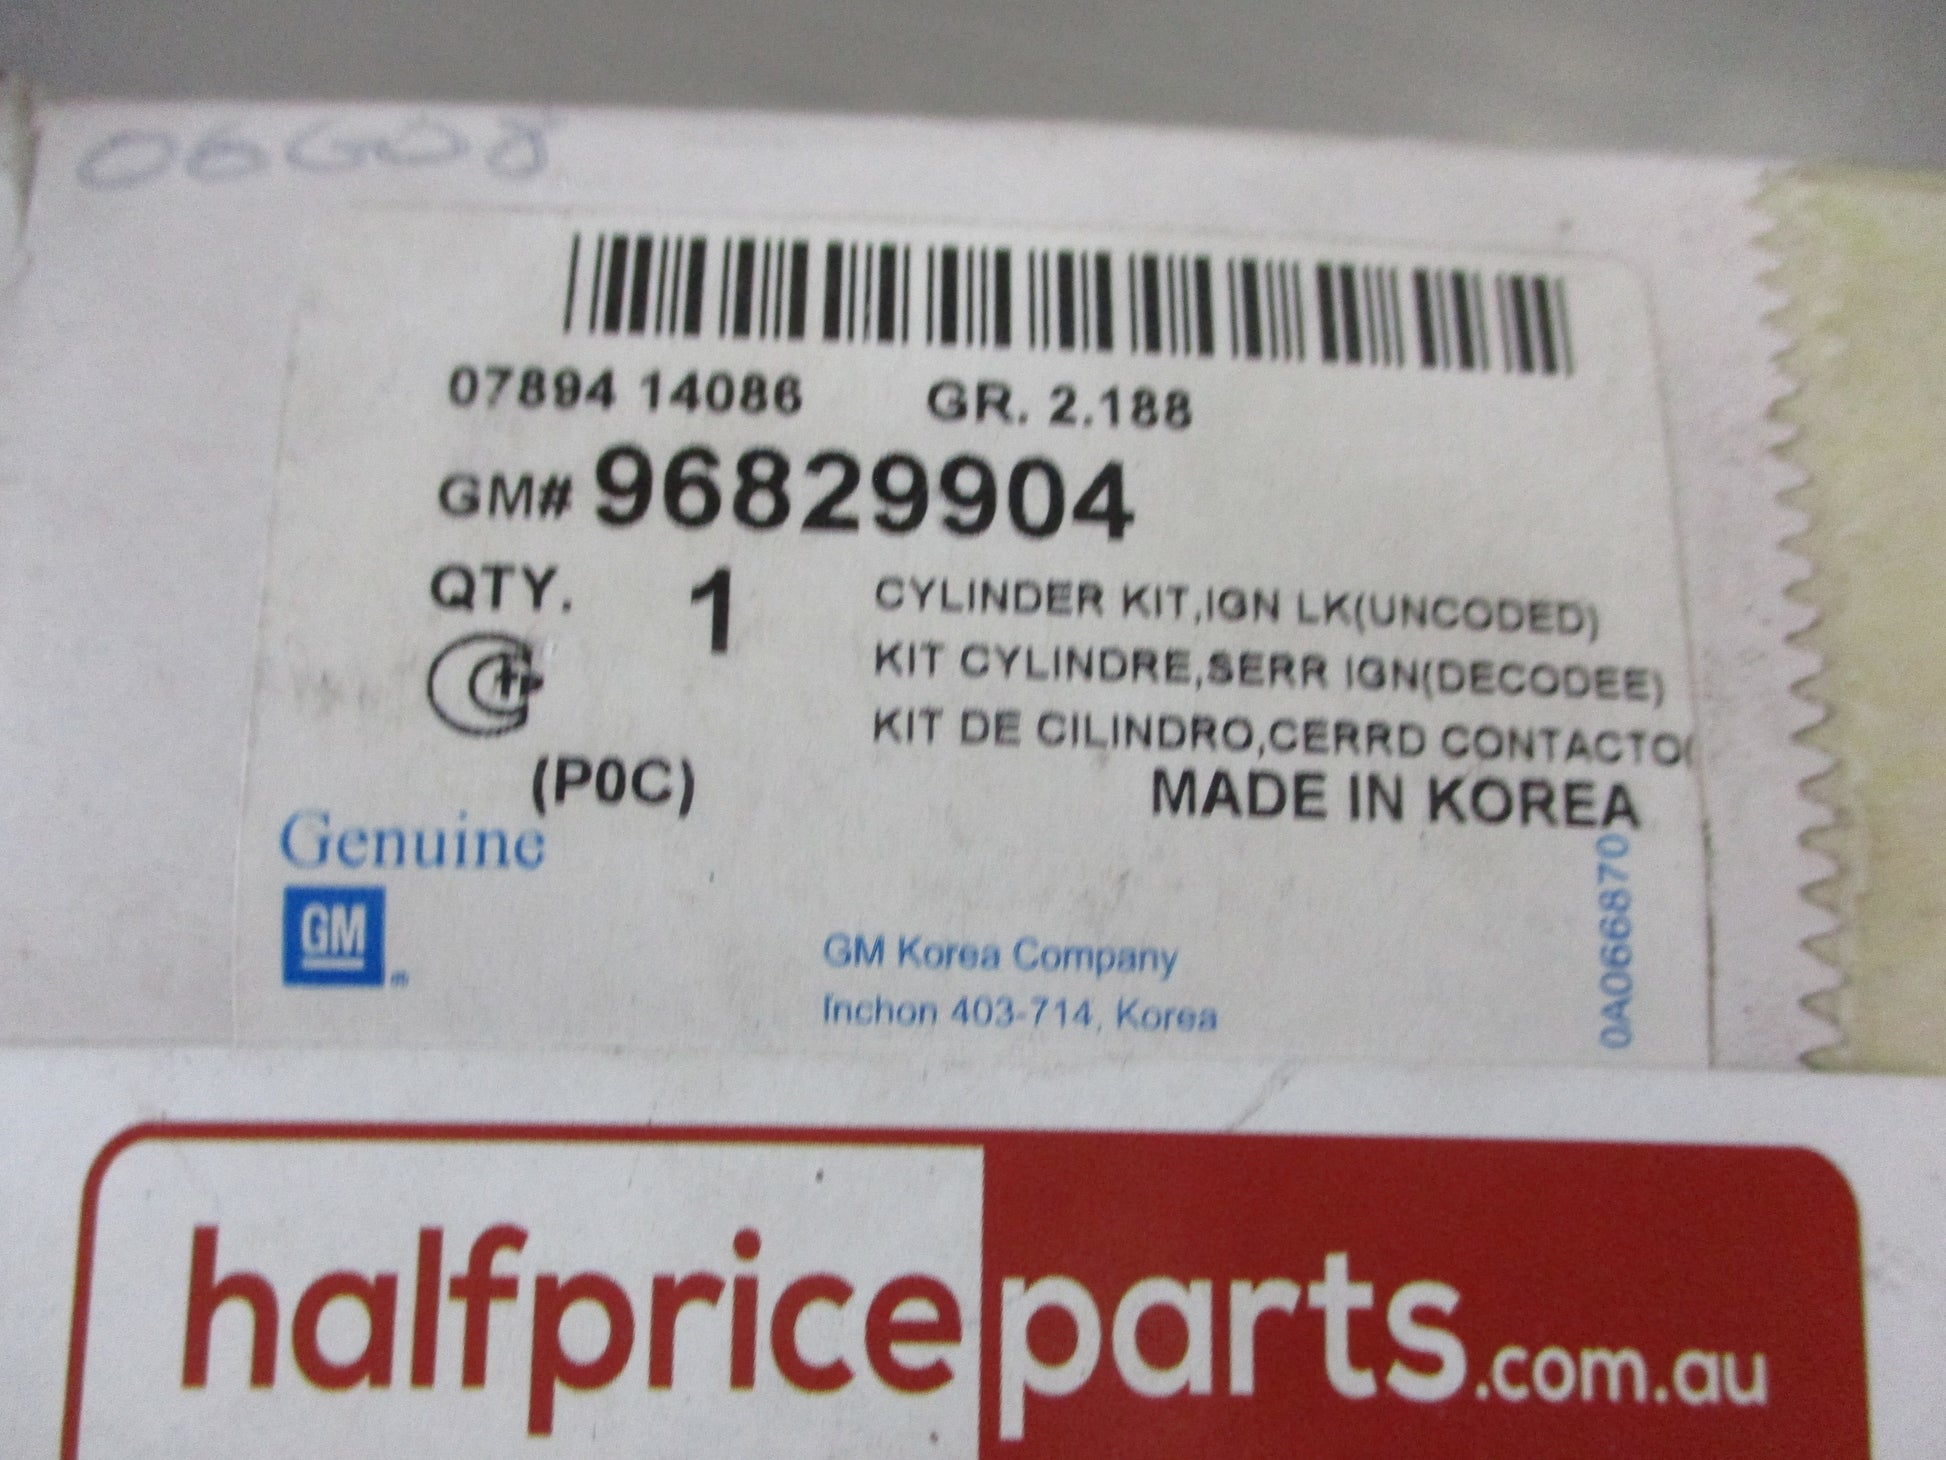 06G08
07894 14086 GR. 2.188
GM# 96829904
QTY. 1
CYLINDER KIT,IGN LK(UNCODED)
KIT CYLINDRE,SERR IGN(DECODEE)
KIT DE CILINDRO,CERRD CONTACTO(
(P0C)
MADE IN KOREA
Genuine
GM
GM Korea Company
Inchon 403-714, Korea
0A0668870
halfpriceparts.com.au